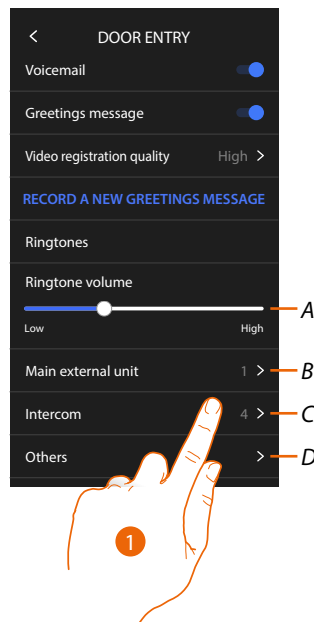 < DOOR ENTRY
Voicemail
Greetings message
Video registration quality High >
RECORD A NEW GREETINGS MESSAGE
Ringtones
Ringtone volume
A
Low High
Main external unit 1 > B
Intercom 4 > C
Others > D
1